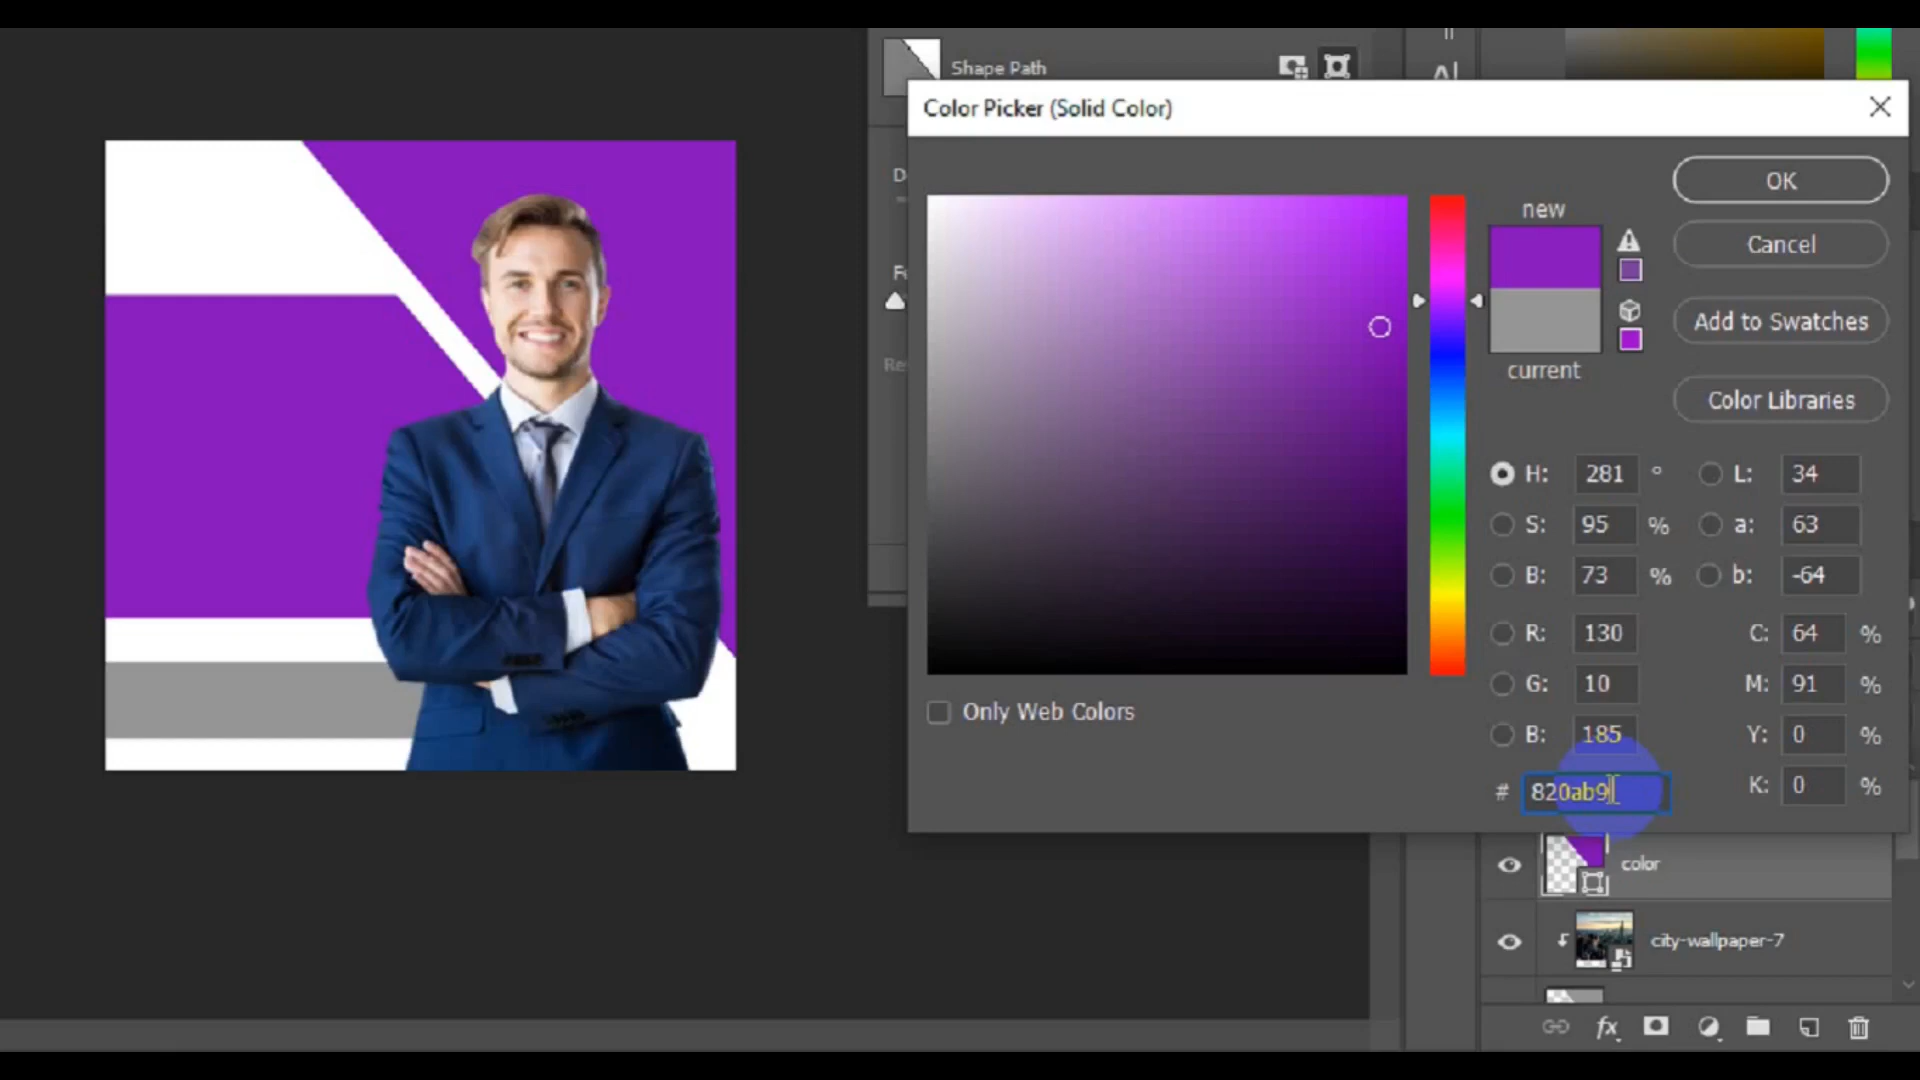 Shape Path
Color Picker (Solid Color)
OK
new
Cancel
Add to Swatches
current
Color Libraries
H: 281 ° L: 34
S: 95 % a: 63
B: 73 % b: -64
R: 130 C: 64 %
G: 10 M: 91 %
Only Web Colors
B: 185 Y: 0 %
# 820ab9 K: 0 %
color
city-wallpaper-7
fx